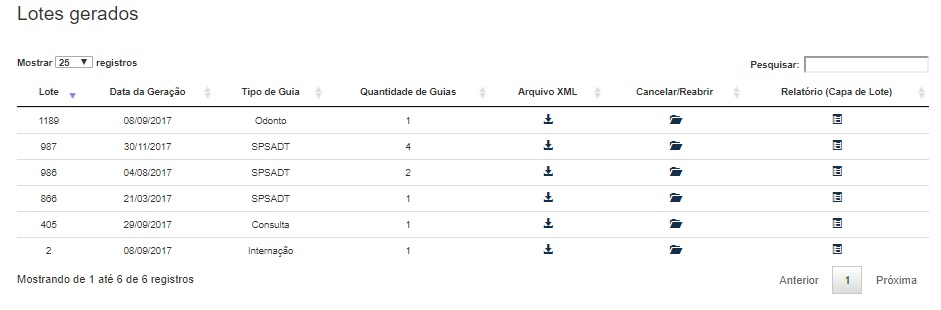 Lotes gerados
Mostrar 25 registros
Pesquisar:
Lote Data da Geração Tipo de Guia Quantidade de Guias Arquivo XML Cancelar/Reabrir Relatório (Capa de Lote)
1189 08/09/2017 Odonto 1
987 30/11/2017 SPSADT 4
986 04/08/2017 SPSADT 2
866 21/03/2017 SPSADT 1
405 29/09/2017 Consulta 1
2 08/09/2017 Internação 1
Mostrando de 1 até 6 de 6 registros
Anterior 1 Próxima